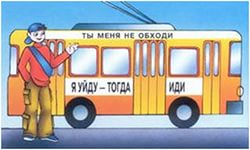 ТЫ МЕНЯ НЕ ОБХОДИ
Я УЙДУ – ТОГДА ИДИ